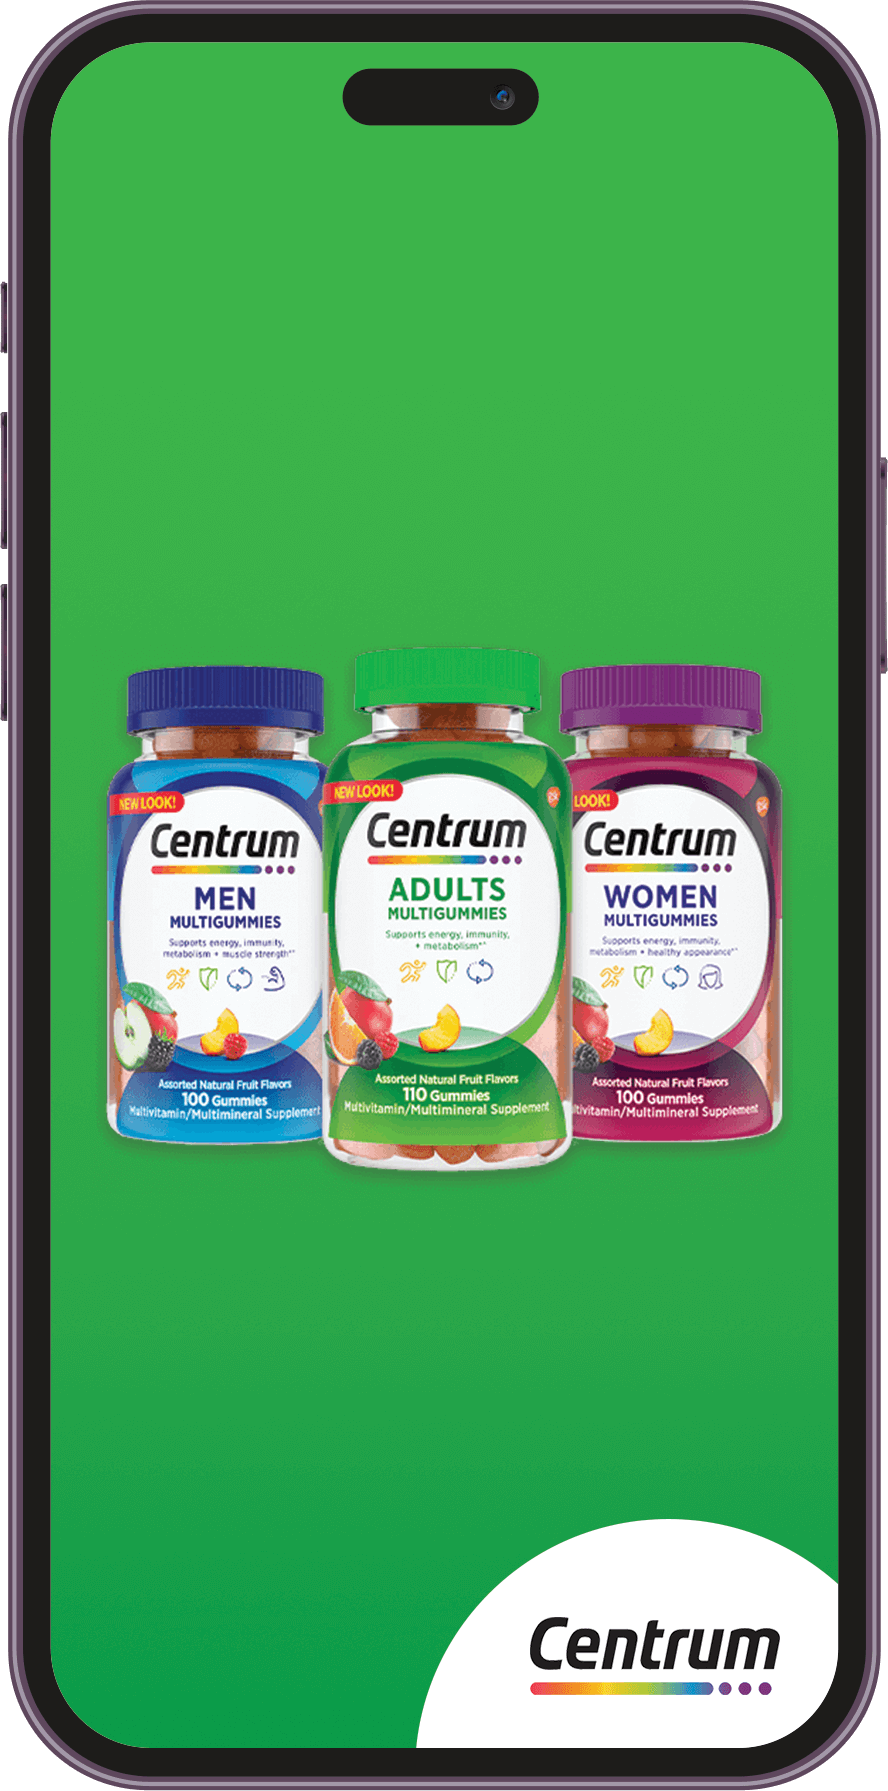 NEW LOOK!
Centrum
MEN
MULTIGUMMIES
Supports energy, immunity,
metabolism + muscle strength**
Assorted Natural Fruit Flavors
100 Gummies
Multivitamin/Multimineral Supplement
NEW LOOK!
Centrum
ADULTS
MULTIGUMMIES
Supports energy, immunity,
+ metabolism**
Assorted Natural Fruit Flavors
110 Gummies
Multivitamin/Multimineral Supplement
LOOK!
Centrum
WOMEN
MULTIGUMMIES
Supports energy, immunity,
metabolism + healthy appearance**
Assorted Natural Fruit Flavors
100 Gummies
ltivitamin/Multimineral Supplement
Centrum